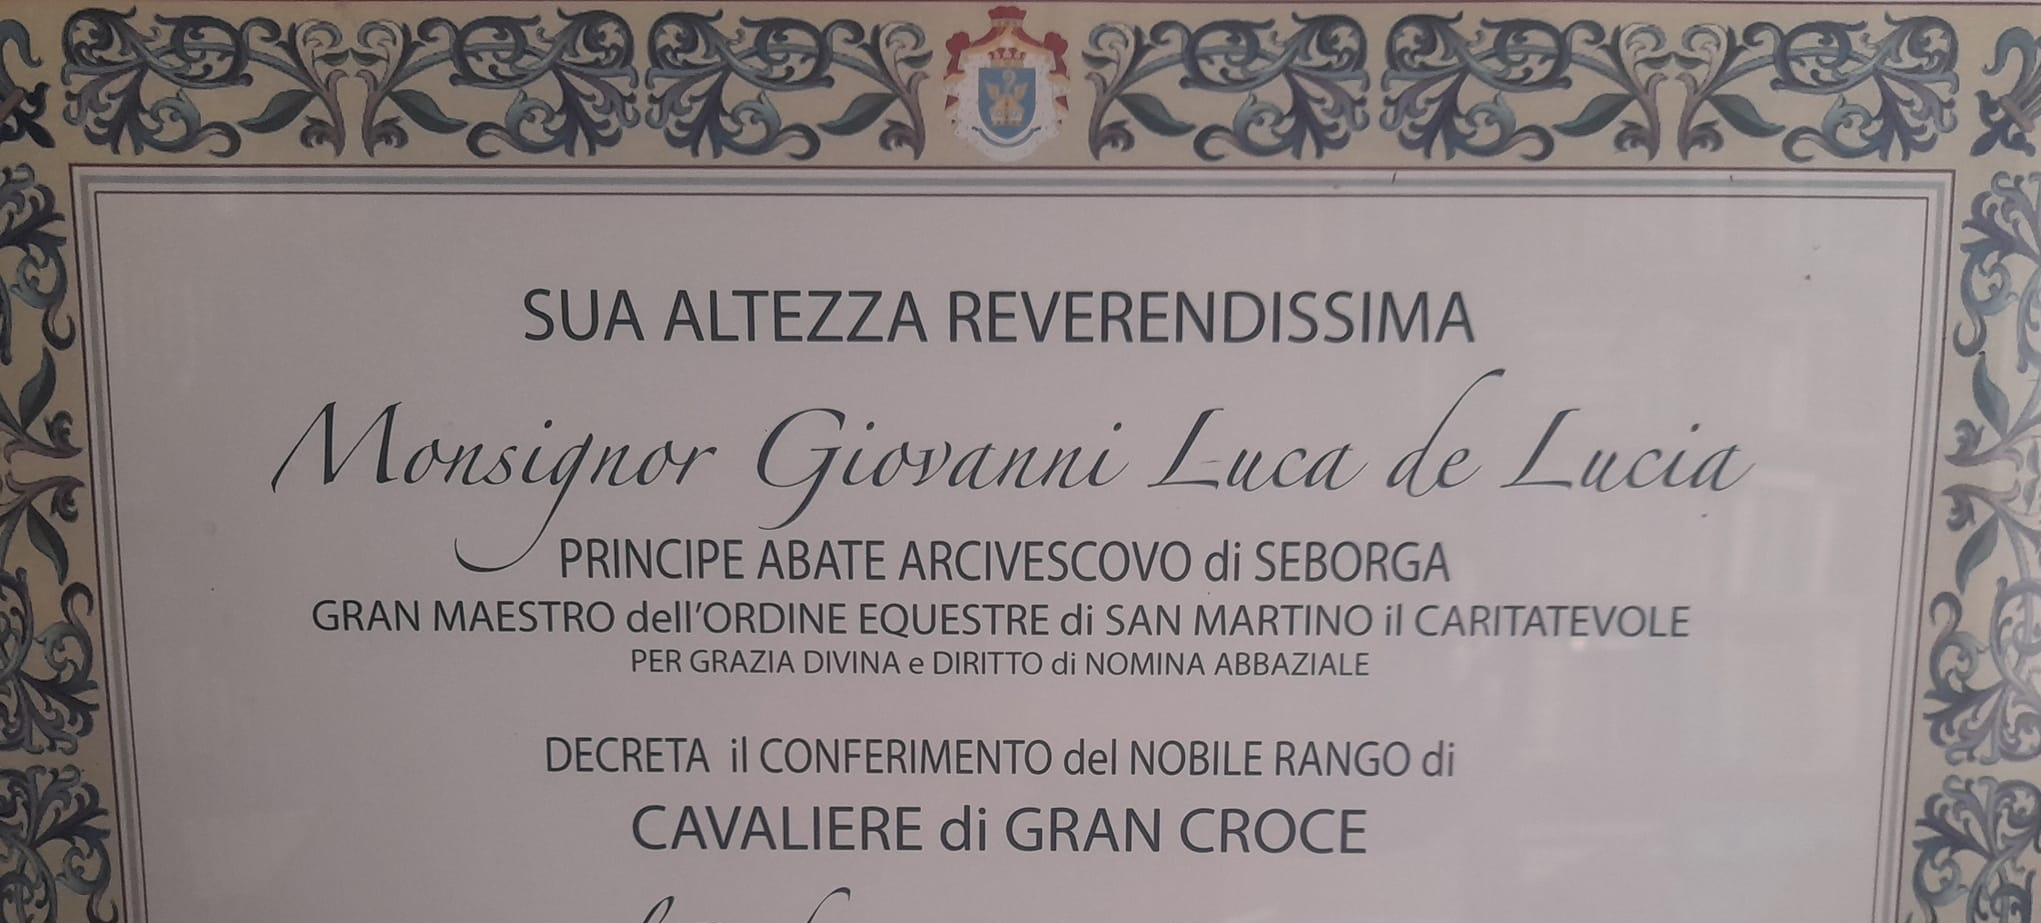 SUA ALTEZZA REVERENDISSIMA
Monsignor Giovanni Luca de Lucia
PRINCIPE ABATE ARCIVESCOVO di SEBORGA
GRAN MAESTRO dell'ORDINE EQUESTRE di SAN MARTINO il CARITATEVOLE
PER GRAZIA DIVINA e DIRITTO di NOMINA ABBAZIALE
DECRETA il CONFERIMENTO del NOBILE RANGO di
CAVALIERE di GRAN CROCE